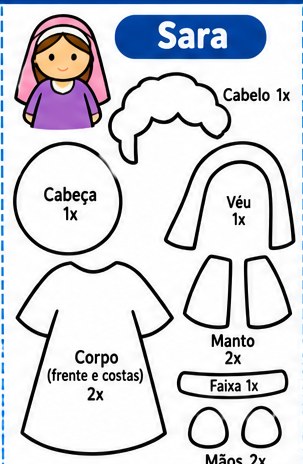 Sara
Cabelo 1x
Cabeça
1x
Véu
1x
Manto
2x
Corpo
(frente e costas)
2x
Faixa 1x
Mãos 2x